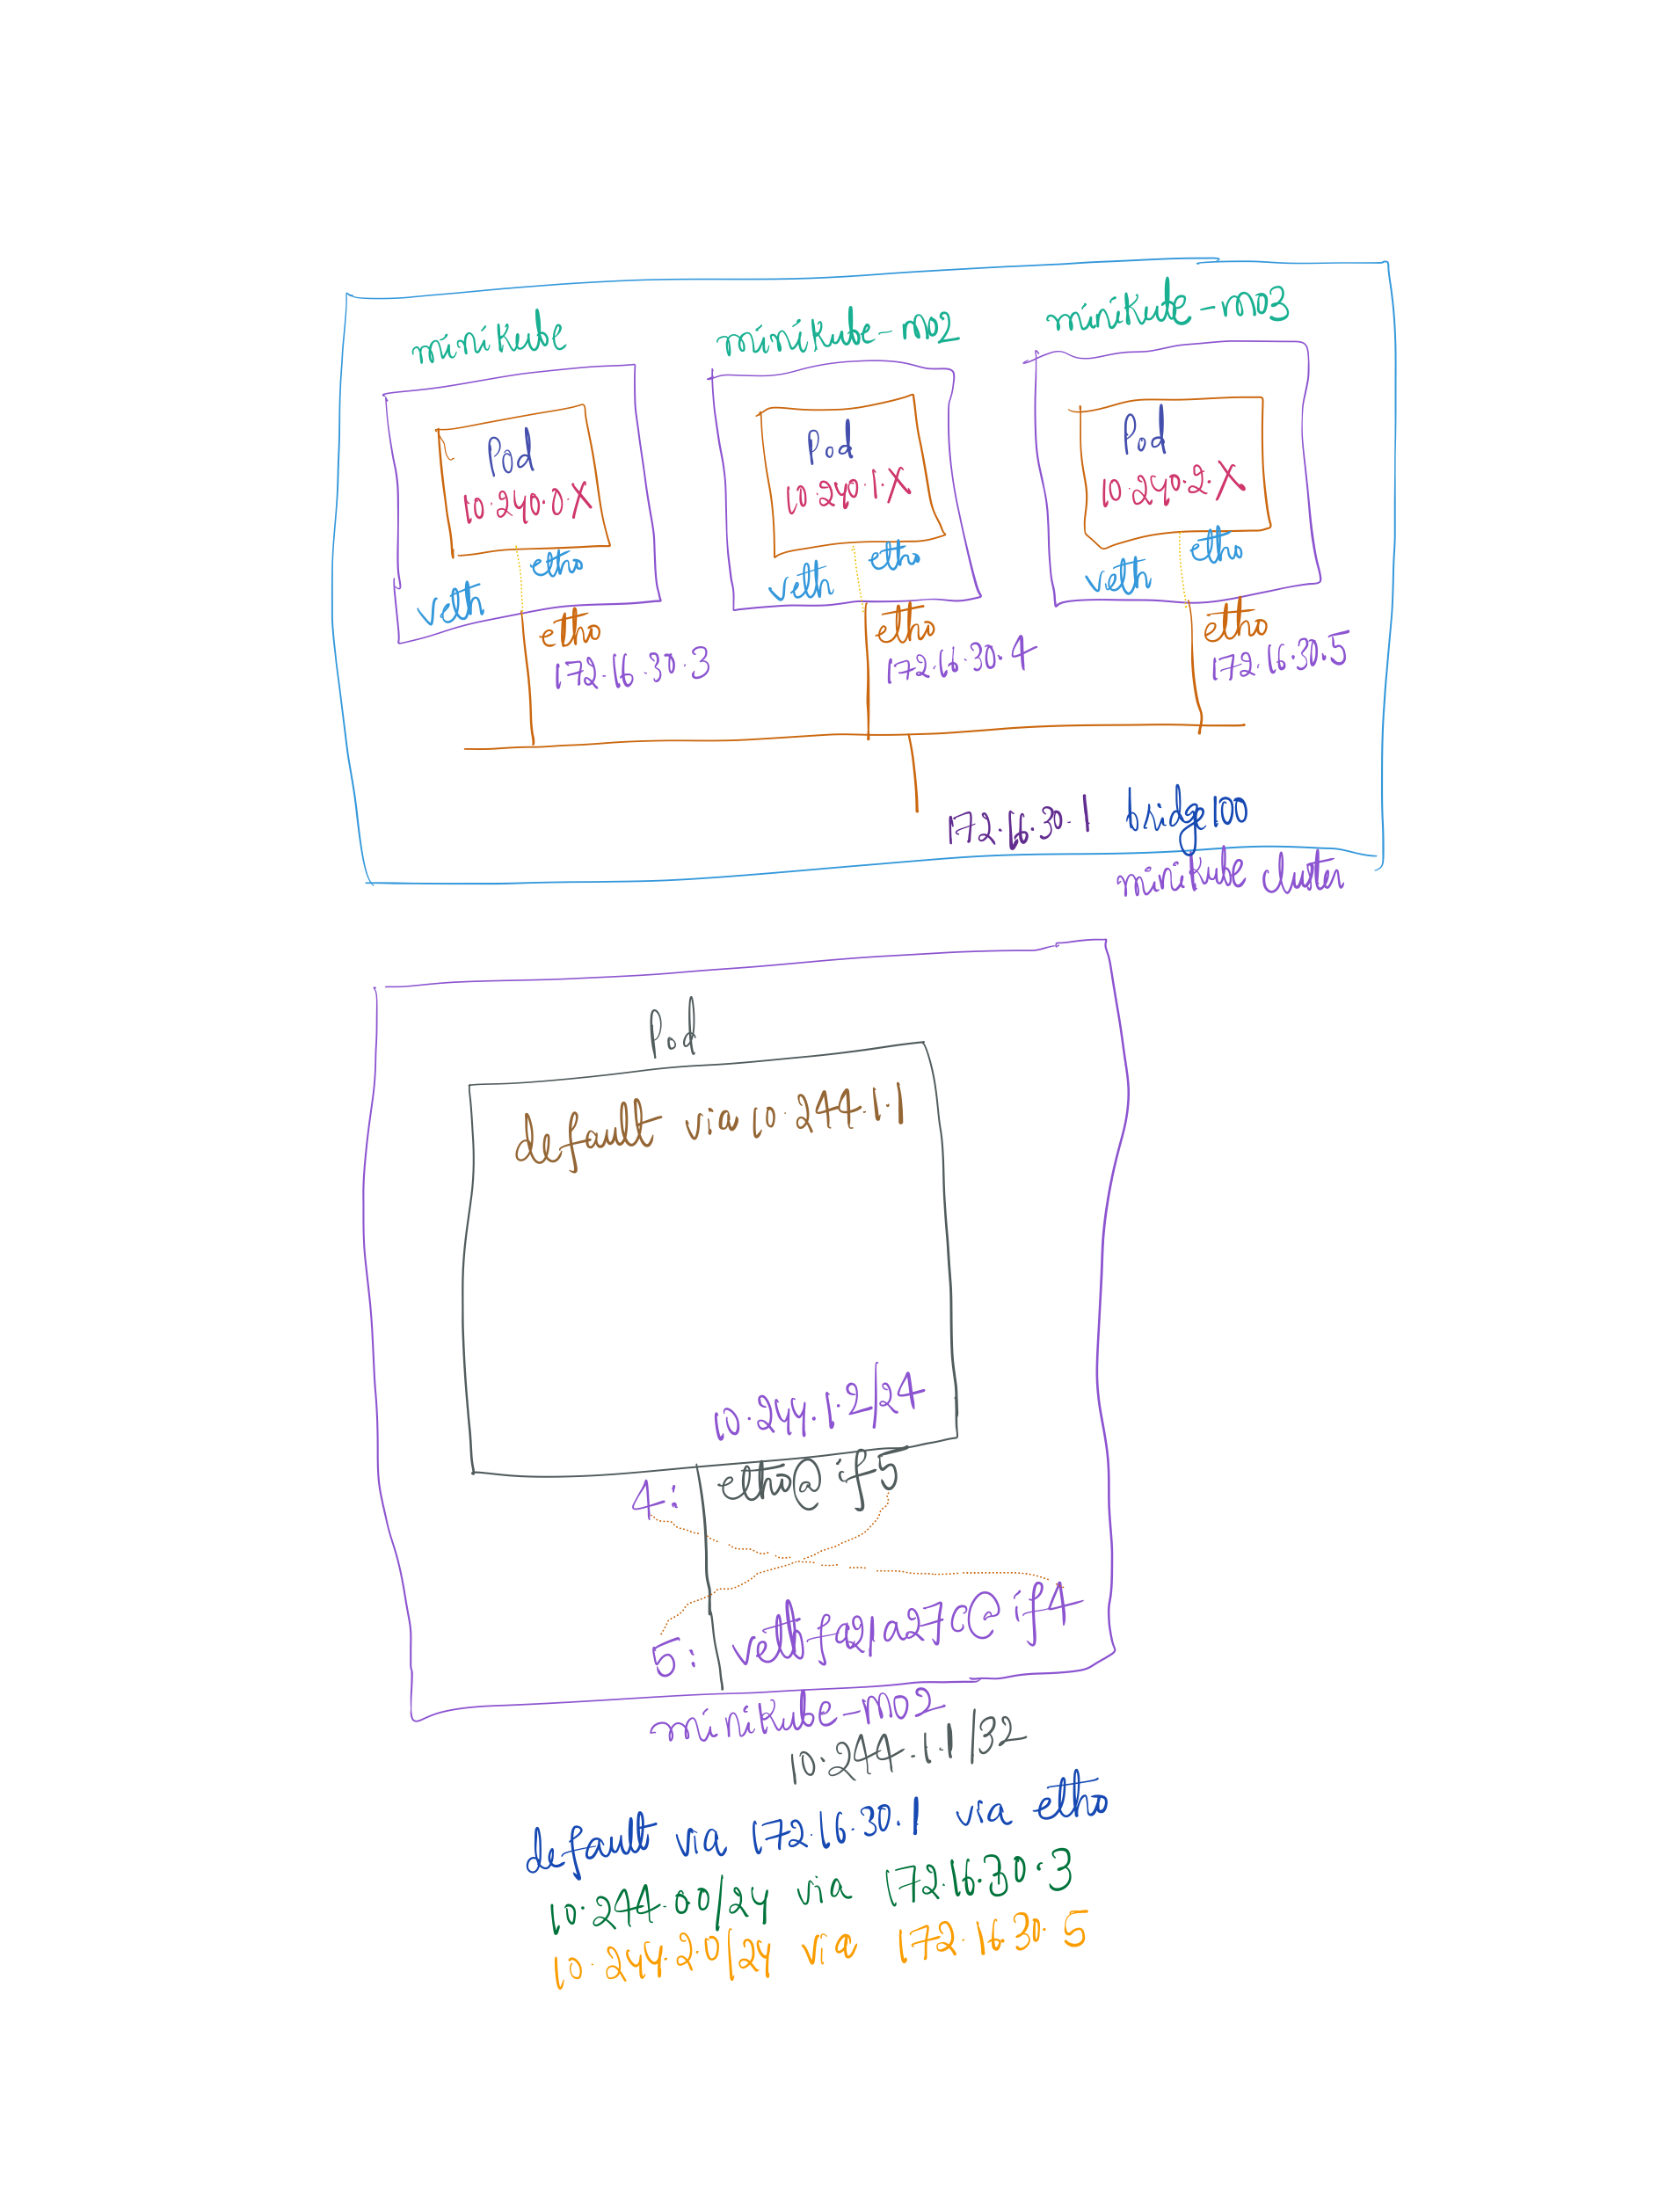 minikube
minikube-m02
minikube-m03
Pod
10.240.0.X
eth0
veth
eth0
172.16.30.3
Pod
10.240.1.X
eth0
veth
eth0
172.16.30.4
Pod
10.240.2.X
eth0
veth
eth0
172.16.30.5
172.16.30.1 bridge100
minikube cluster
Pod
default via 10.244.1.1
10.244.1.2/24
4: eth0@if5
5: vethfa21a27c@if4
minikube-m02
10.244.1.1/32
default via 172.16.30.1 via eth0
10.244.0.0/24 via 172.16.30.3
10.244.2.0/24 via 172.16.30.5